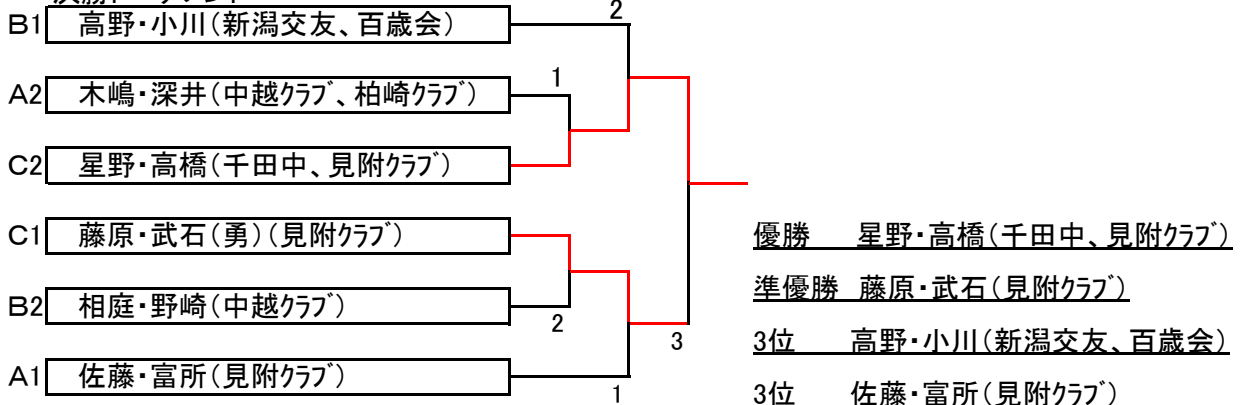 2
B1 高野・小川（新潟交友、百歳会）
1
A2 木嶋・深井（中越クラブ、柏崎クラブ）
C2 星野・高橋（千田中、見附クラブ）
C1 藤原・武石（勇）（見附クラブ）
B2 相庭・野崎（中越クラブ）
2
3
A1 佐藤・富所（見附クラブ）
1
優勝 星野・高橋（千田中、見附クラブ）
準優勝 藤原・武石（見附クラブ）
3位 高野・小川（新潟交友、百歳会）
3位 佐藤・富所（見附クラブ）